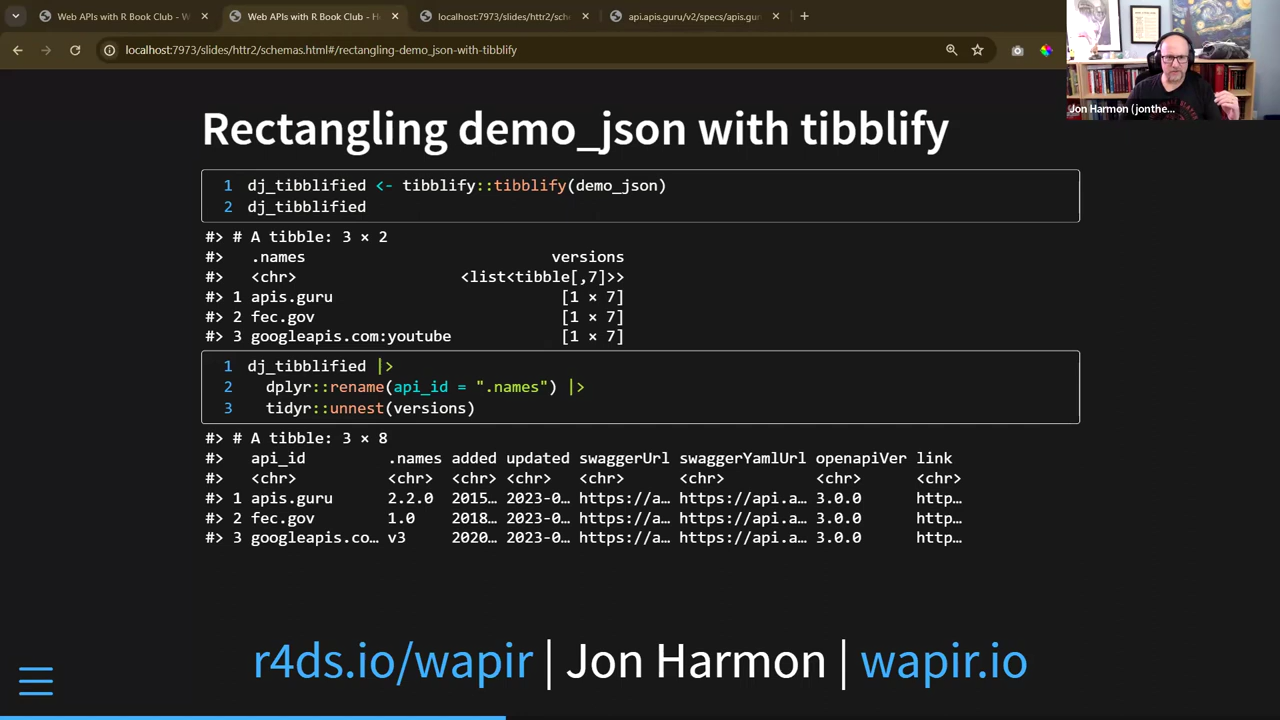 Web APIs with R Book Club - W
Web APIs with R Book Club - Ha
localhost:7973/slides/httr2/sche
api.apis.guru/v2/specs/apis.gur
localhost:7973/slides/httr2/schemas.html#/rectangling-demo_json-with-tibblify
Jon Harmon (jonthe...
Rectangling demo_json with tibblify
1 dj_tibblified <- tibblify::tibblify(demo_json)
2 dj_tibblified
#> # A tibble: 3 × 2
#> .names versions
#> <chr> <list<tibble[,7]>>
#> 1 apis.guru [1 × 7]
#> 2 fec.gov [1 × 7]
#> 3 googleapis.com:youtube [1 × 7]
1 dj_tibblified |>
2 dplyr::rename(api_id = ".names") |>
3 tidyr::unnest(versions)
#> # A tibble: 3 × 8
#> api_id .names added updated swaggerUrl swaggerYamlUrl openapiVer link
#> <chr> <chr> <chr> <chr> <chr> <chr> <chr> <chr>
#> 1 apis.guru 2.2.0 2015… 2023-0… https://a… https://api.a… 3.0.0 http…
#> 2 fec.gov 1.0 2018… 2023-0… https://a… https://api.a… 3.0.0 http…
#> 3 googleapis.co… v3 2020… 2023-0… https://a… https://api.a… 3.0.0 http…
r4ds.io/wapir | Jon Harmon | wapir.io